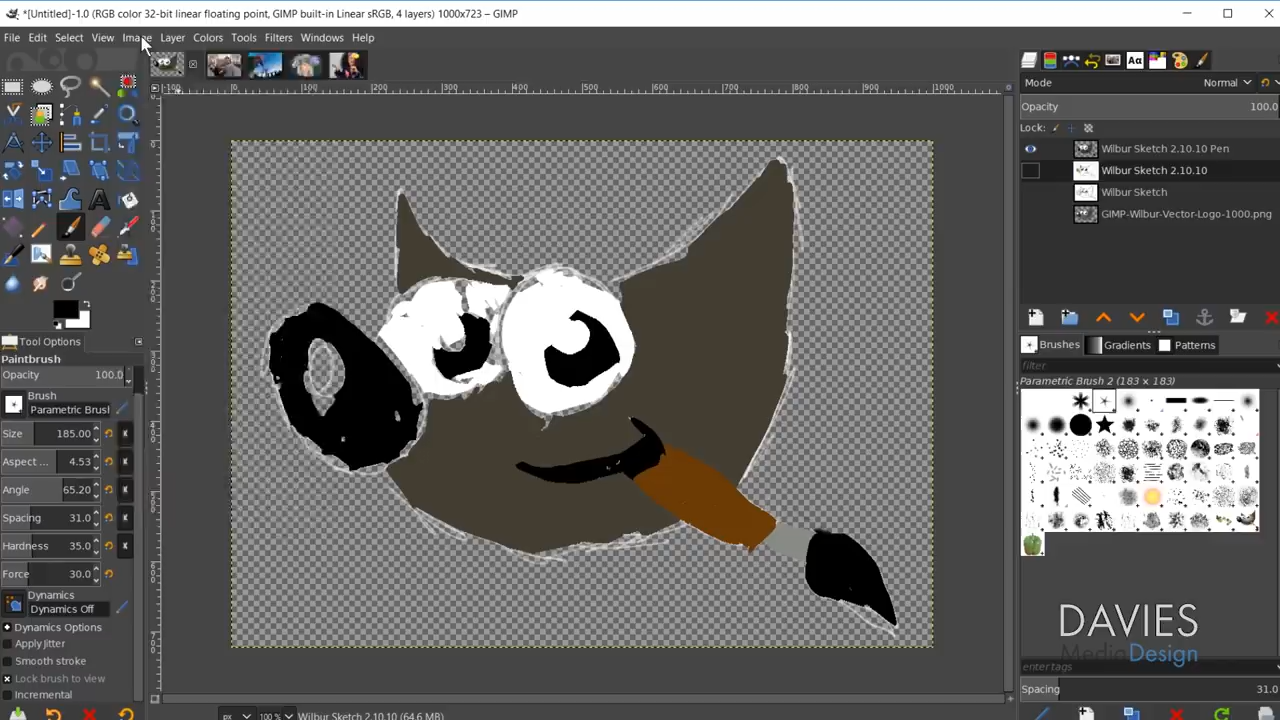 *[Untitled]-1.0 (RGB color 32-bit linear floating point, GIMP built-in Linear sRGB, 4 layers) 1000x723 – GIMP
File Edit Select View Image Layer Colors Tools Filters Windows Help
Mode Normal
Opacity 100.0
Lock:
Wilbur Sketch 2.10.10 Pen
Wilbur Sketch 2.10.10
Wilbur Sketch
GIMP-Wilbur-Vector-Logo-1000.png
Tool Options
Paintbrush
Opacity 100.0
Brush
Parametric Brush
Size 185.00
Aspect ... 4.53
Angle 65.20
Spacing 31.0
Hardness 35.0
Force 30.0
Dynamics
Dynamics Off
Dynamics Options
Apply Jitter
Smooth stroke
Lock brush to view
Incremental
Brushes Gradients Patterns
filter
Parametric Brush 2 (183 × 183)
DAVIES
Media Design
enter tags
Spacing 31.0
px 100 % Wilbur Sketch 2.10.10 (64.6 MB)